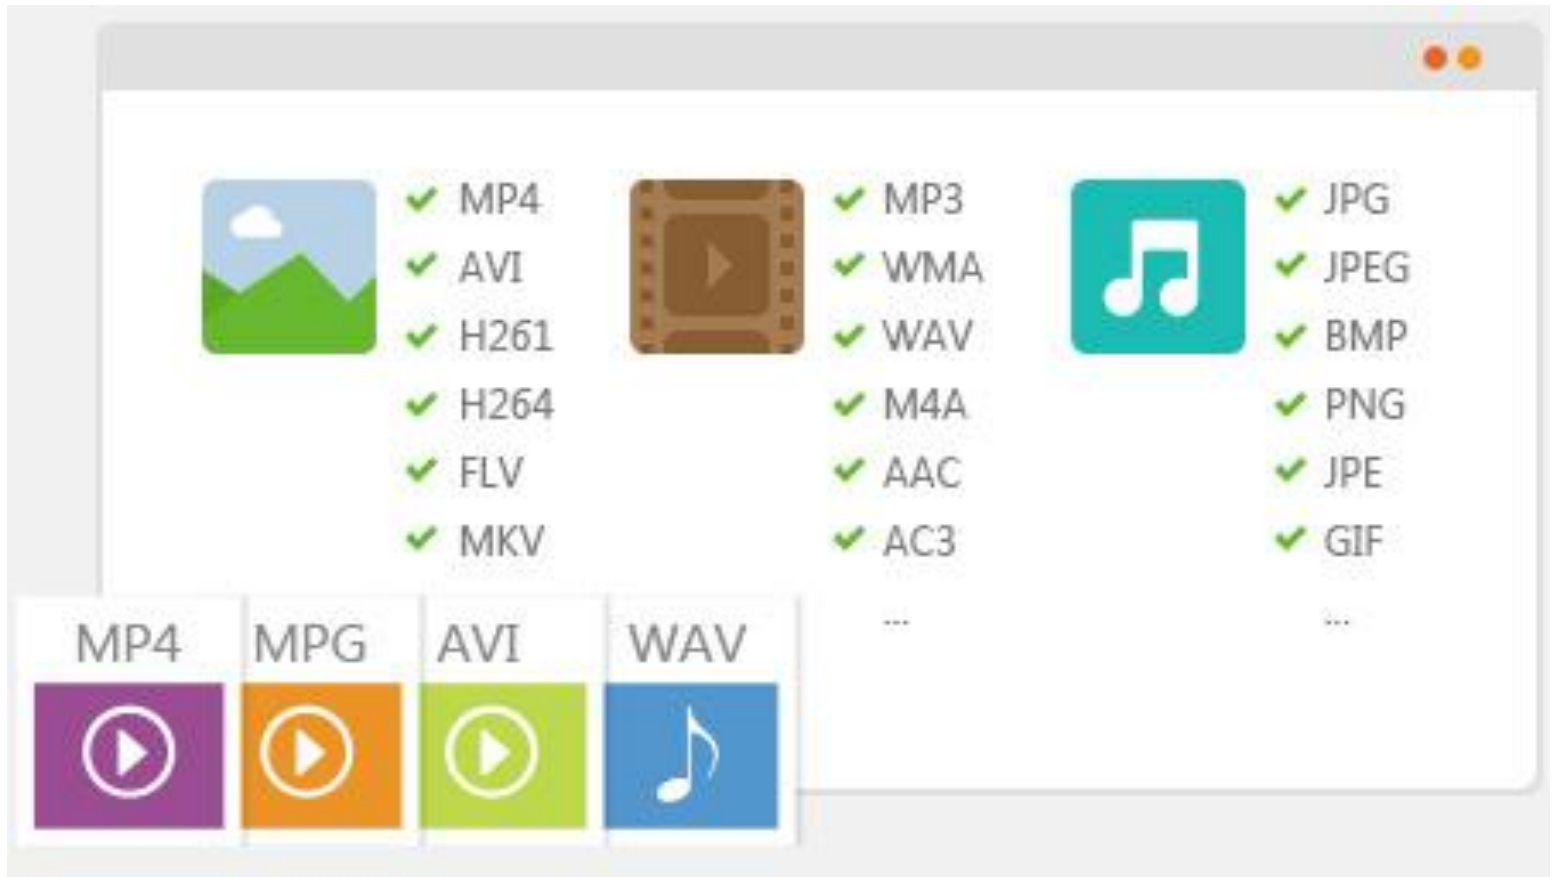 MP4
AVI
H261
H264
FLV
MKV
MP3
WMA
WAV
M4A
AAC
AC3
...
JPG
JPEG
BMP
PNG
JPE
GIF
...
MP4 MPG AVI WAV